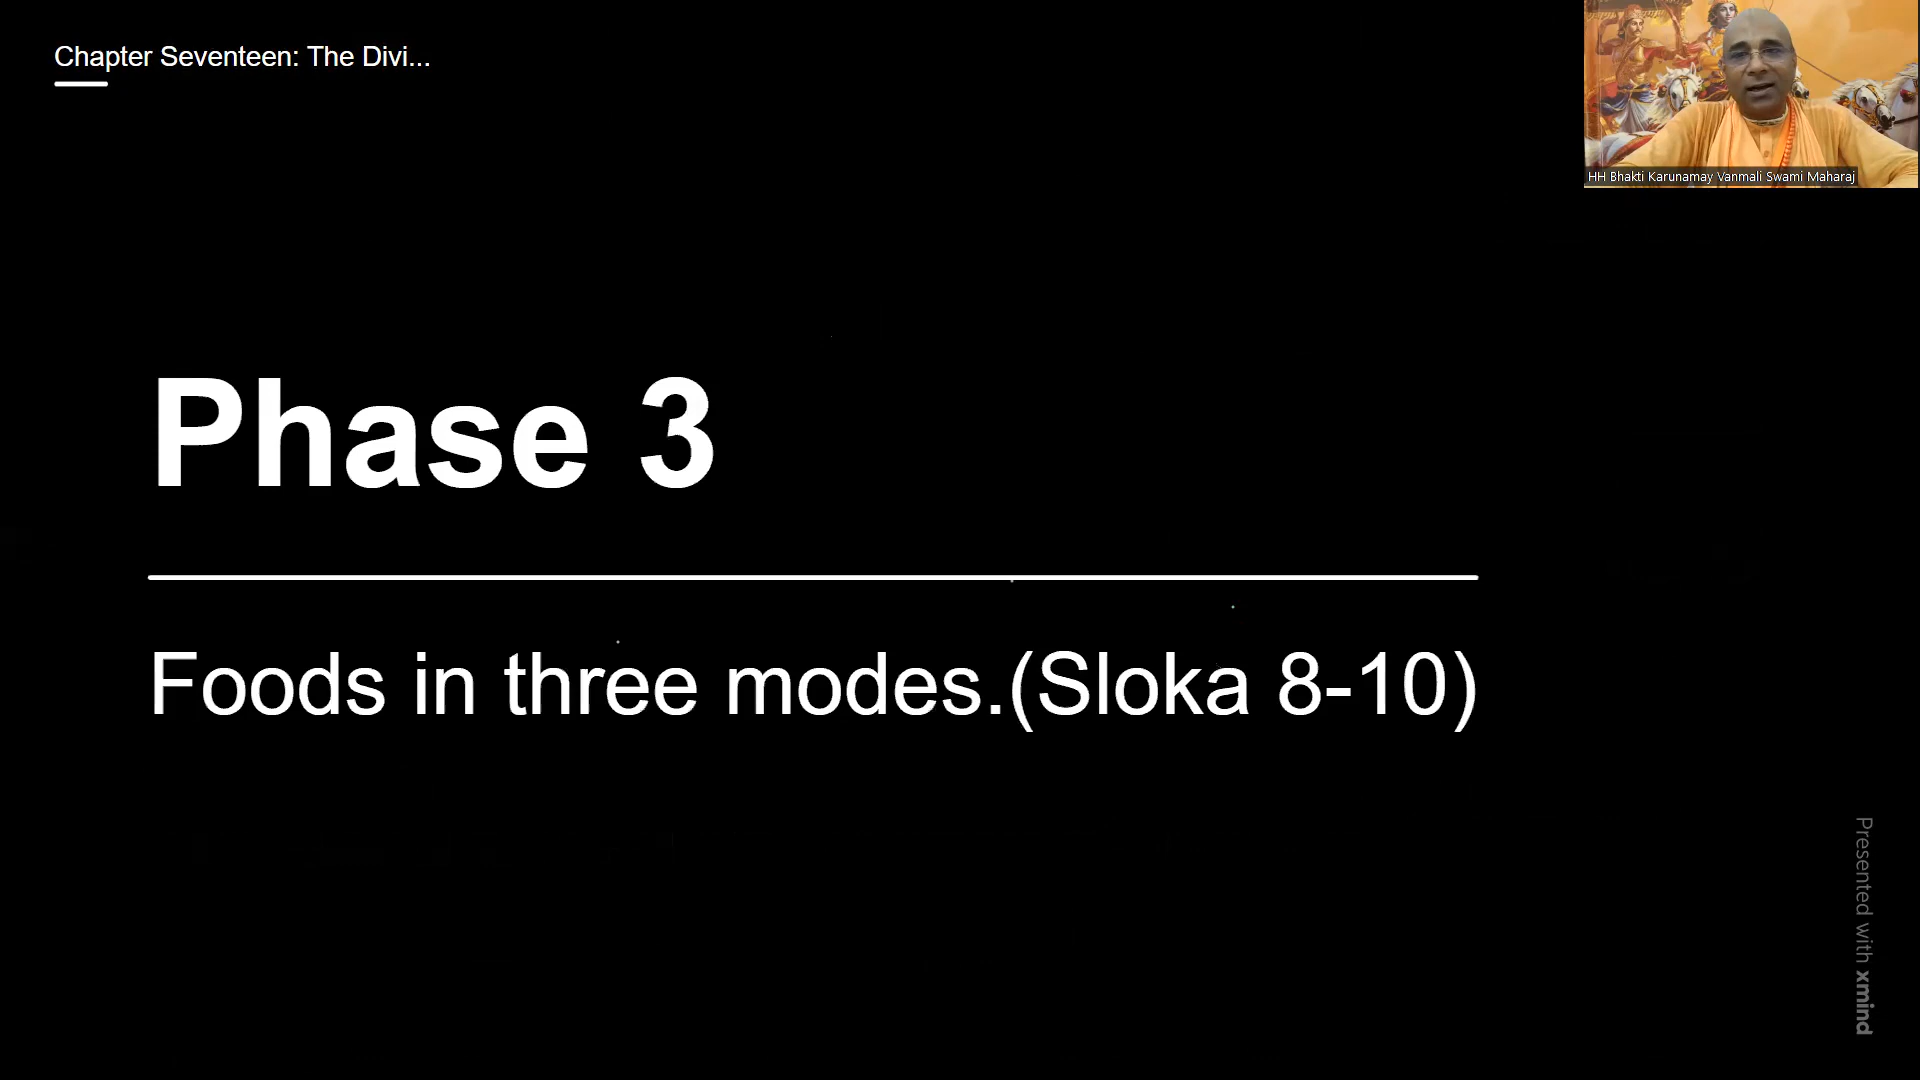 Chapter Seventeen: The Divi...
HH Bhakti Karunamay Vanmali Swami Maharaj
Phase 3
Foods in three modes.(Sloka 8-10)
Presented with xmind